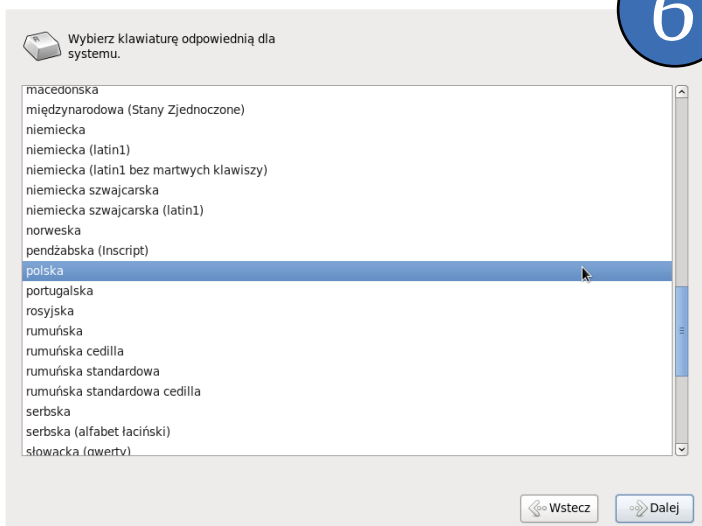 6
Wybierz klawiaturę odpowiednią dla
systemu.
macedońska
międzynarodowa (Stany Zjednoczone)
niemiecka
niemiecka (latin1)
niemiecka (latin1 bez martwych klawiszy)
niemiecka szwajcarska
niemiecka szwajcarska (latin1)
norweska
pendżabska (Inscript)
polska
portugalska
rosyjska
rumuńska
rumuńska cedilla
rumuńska standardowa
rumuńska standardowa cedilla
serbska
serbska (alfabet łaciński)
słowacka (qwerty)
Wstecz
Dalej